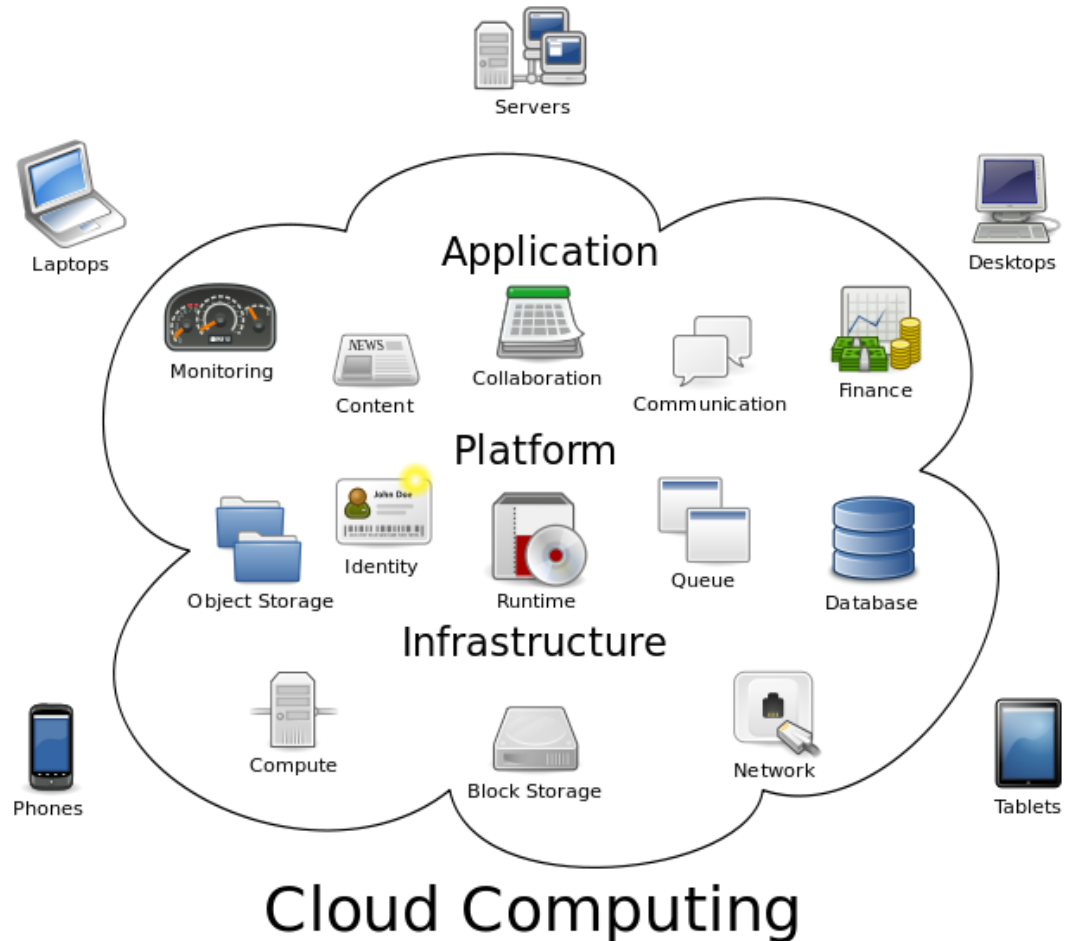 Servers
Laptops
Desktops
Application
Monitoring
NEWS
Content
Collaboration
Communication
Finance
Platform
Object Storage
John Doe
Identity
Runtime
Queue
Database
Infrastructure
Compute
Block Storage
Network
Phones
Tablets
Cloud Computing